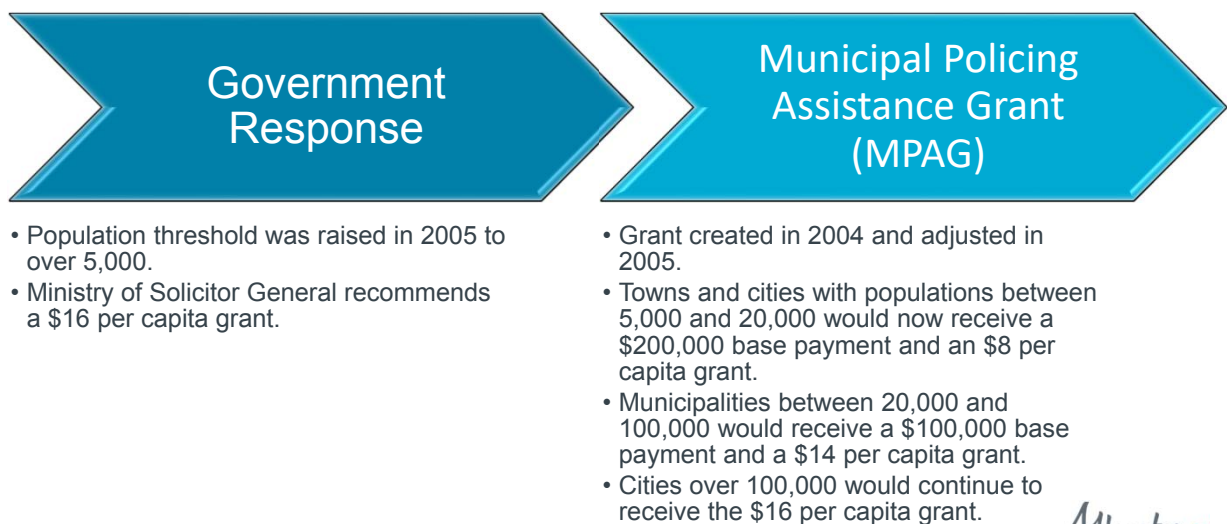 Government
Response
Municipal Policing
Assistance Grant
(MPAG)
• Population threshold was raised in 2005 to
over 5,000.
• Ministry of Solicitor General recommends
a $16 per capita grant.
• Grant created in 2004 and adjusted in
2005.
• Towns and cities with populations between
5,000 and 20,000 would now receive a
$200,000 base payment and an $8 per
capita grant.
• Municipalities between 20,000 and
100,000 would receive a $100,000 base
payment and a $14 per capita grant.
• Cities over 100,000 would continue to
receive the $16 per capita grant.